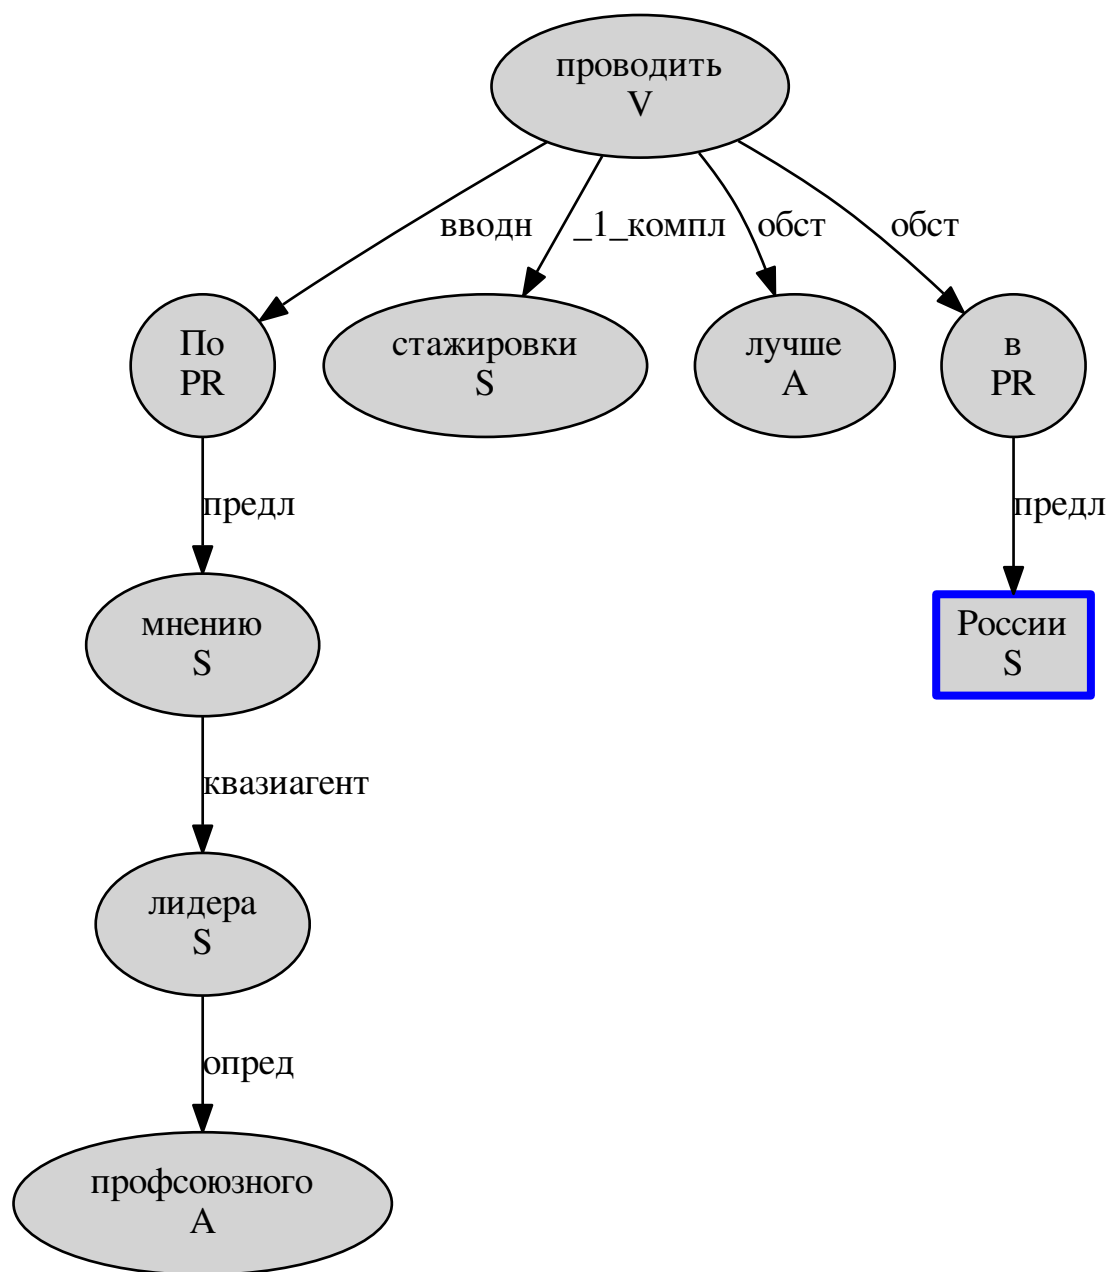 проводить
V
вводн
_1_компл
обст
обст
По
PR
стажировки
S
лучше
A
в
PR
предл
предл
мнению
S
России
S
квазиагент
лидера
S
опред
профсоюзного
A